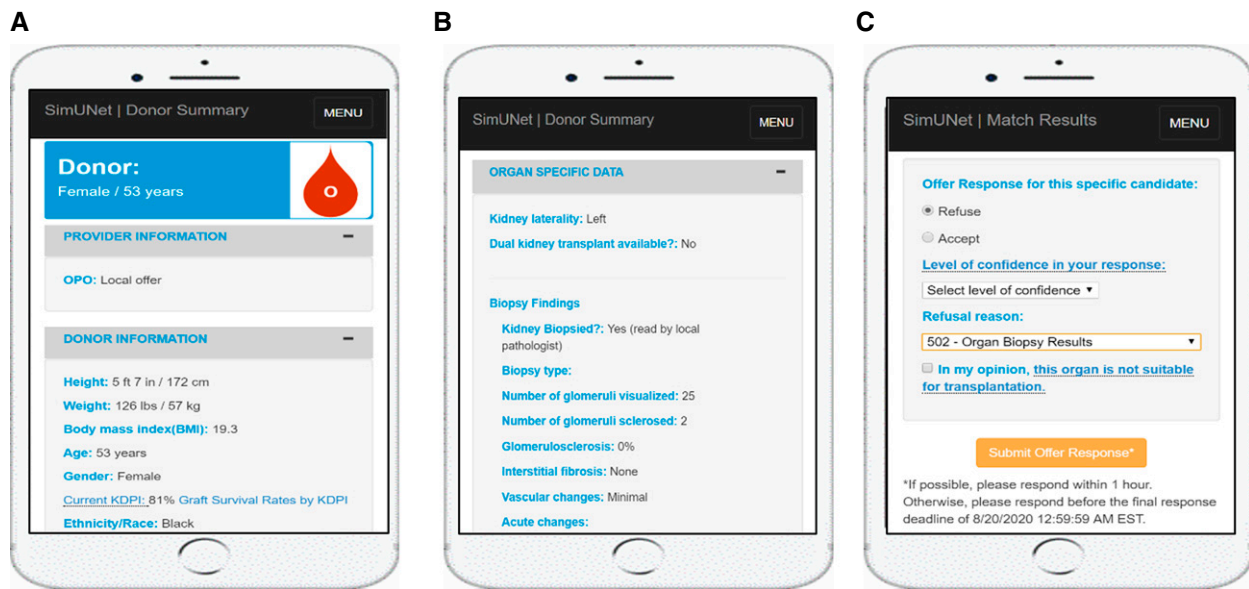 A
SimUNet | Donor Summary
MENU
Donor:
Female / 53 years
O
PROVIDER INFORMATION
OPO: Local offer
DONOR INFORMATION
Height: 5 ft 7 in / 172 cm
Weight: 126 lbs / 57 kg
Body mass index(BMI): 19.3
Age: 53 years
Gender: Female
Current KDPI: 81% Graft Survival Rates by KDPI
Ethnicity/Race: Black
B
SimUNet | Donor Summary
MENU
ORGAN SPECIFIC DATA
Kidney laterality: Left
Dual kidney transplant available?: No
Biopsy Findings
Kidney Biopsied?: Yes (read by local
pathologist)
Biopsy type:
Number of glomeruli visualized: 25
Number of glomeruli sclerosed: 2
Glomerulosclerosis: 0%
Interstitial fibrosis: None
Vascular changes: Minimal
Acute changes:
C
SimUNet | Match Results
MENU
Offer Response for this specific candidate:
Refuse
Accept
Level of confidence in your response:
Select level of confidence
Refusal reason:
502 - Organ Biopsy Results
In my opinion, this organ is not suitable
for transplantation.
Submit Offer Response*
*If possible, please respond within 1 hour.
Otherwise, please respond before the final response
deadline of 8/20/2020 12:59:59 AM EST.